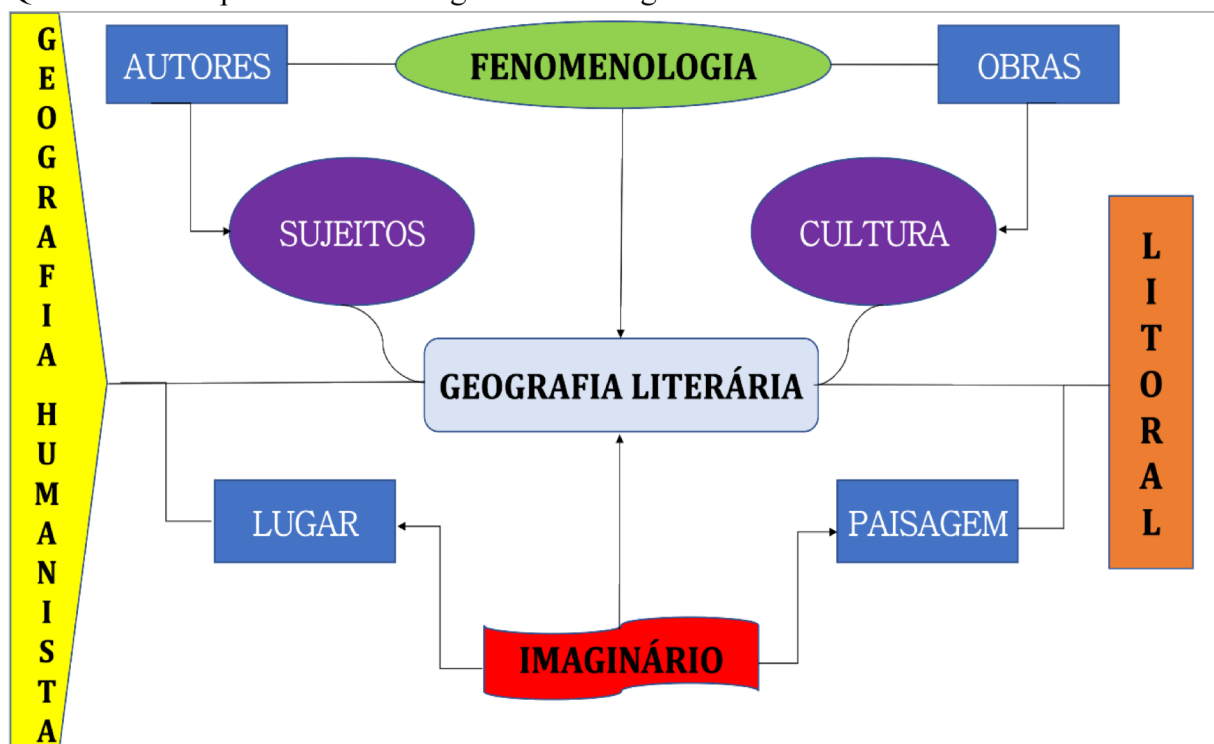 AUTORES
FENOMENOLOGIA
OBRAS
SUJEITOS
CULTURA
GEOGRAFIA HUMANISTA
GEOGRAFIA LITERÁRIA
LITORAL
LUGAR
PAISAGEM
IMAGINÁRIO